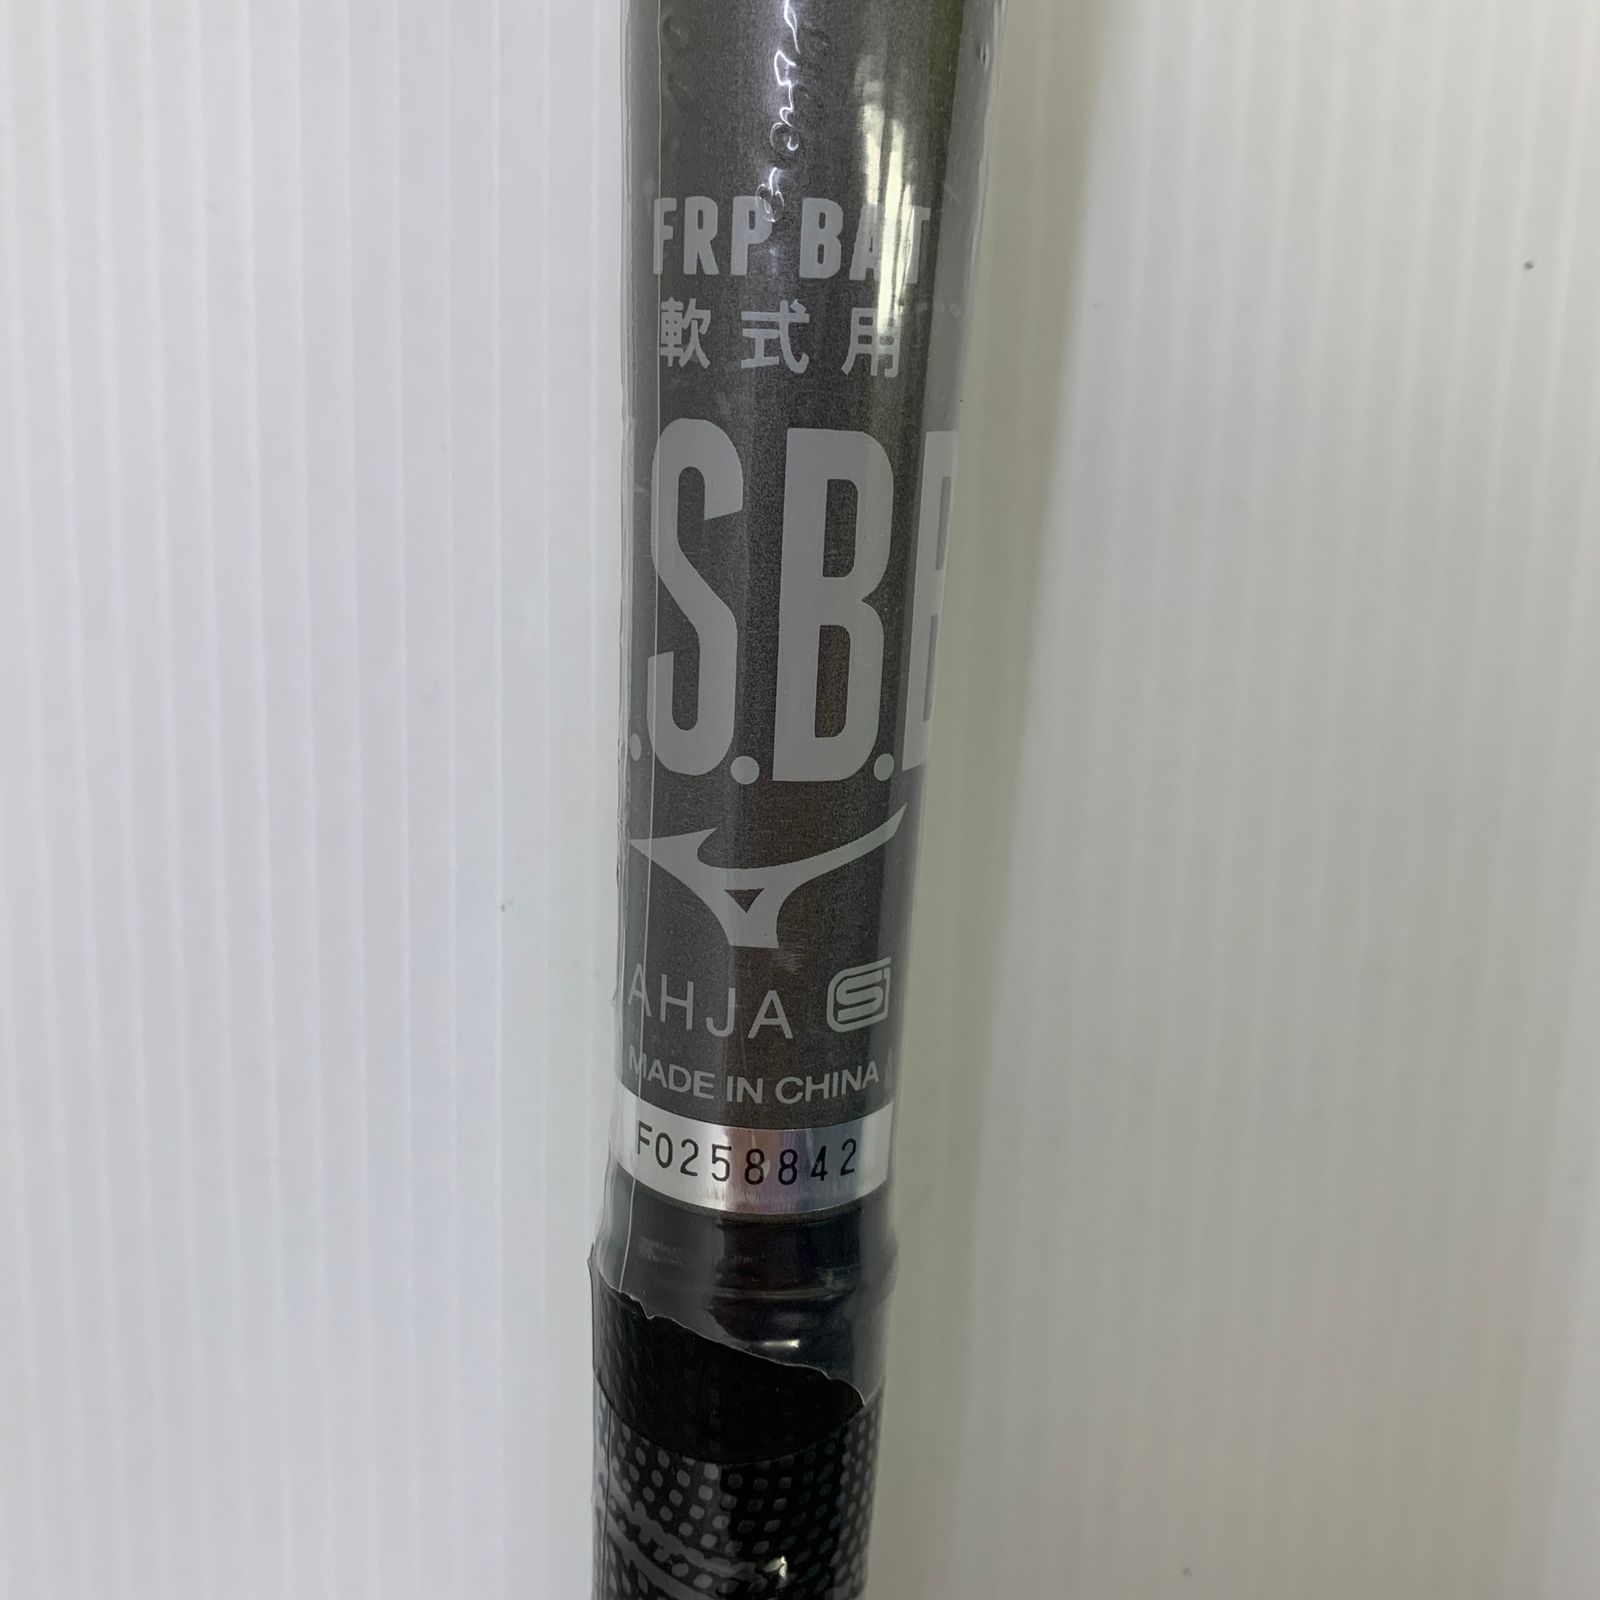 FRP BAT
軟式用
.S.B.B
AHJA S
MADE IN CHINA
F0258842